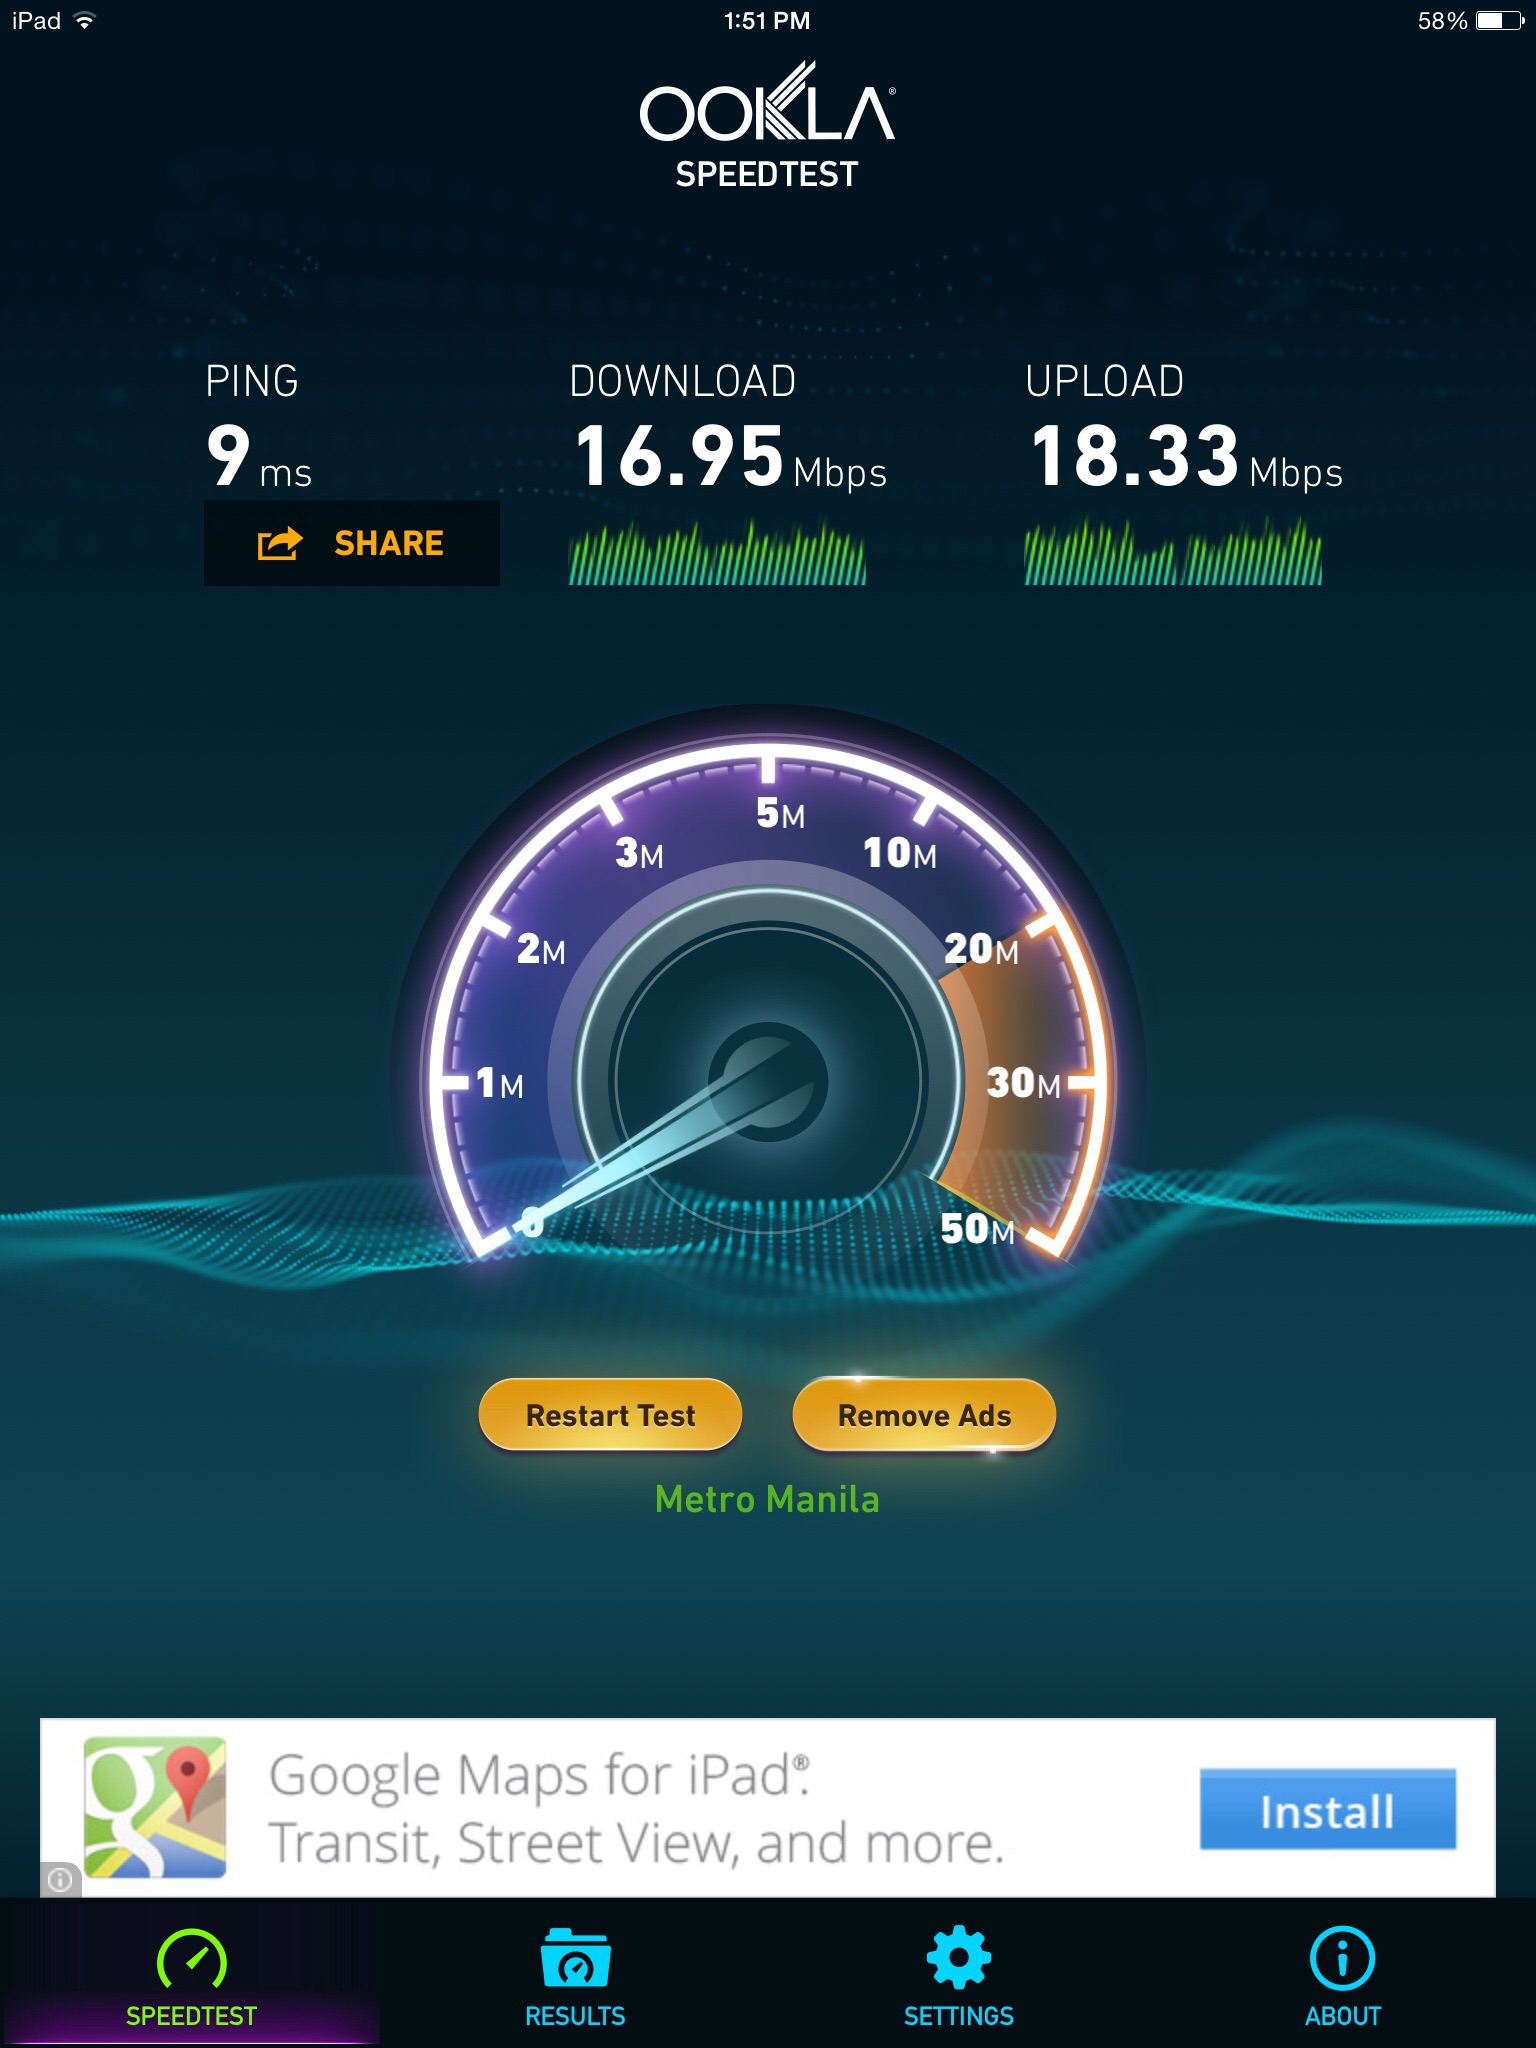 iPad 1:51 PM 58%
OOKLA®
SPEEDTEST
PING DOWNLOAD UPLOAD
9 ms 16.95 Mbps 18.33 Mbps
SHARE
5M
3M 10M
2M 20M
1M 30M
0 50M
Restart Test Remove Ads
Metro Manila
Google Maps for iPad®.
Transit, Street View, and more.
Install
SPEEDTEST RESULTS SETTINGS ABOUT